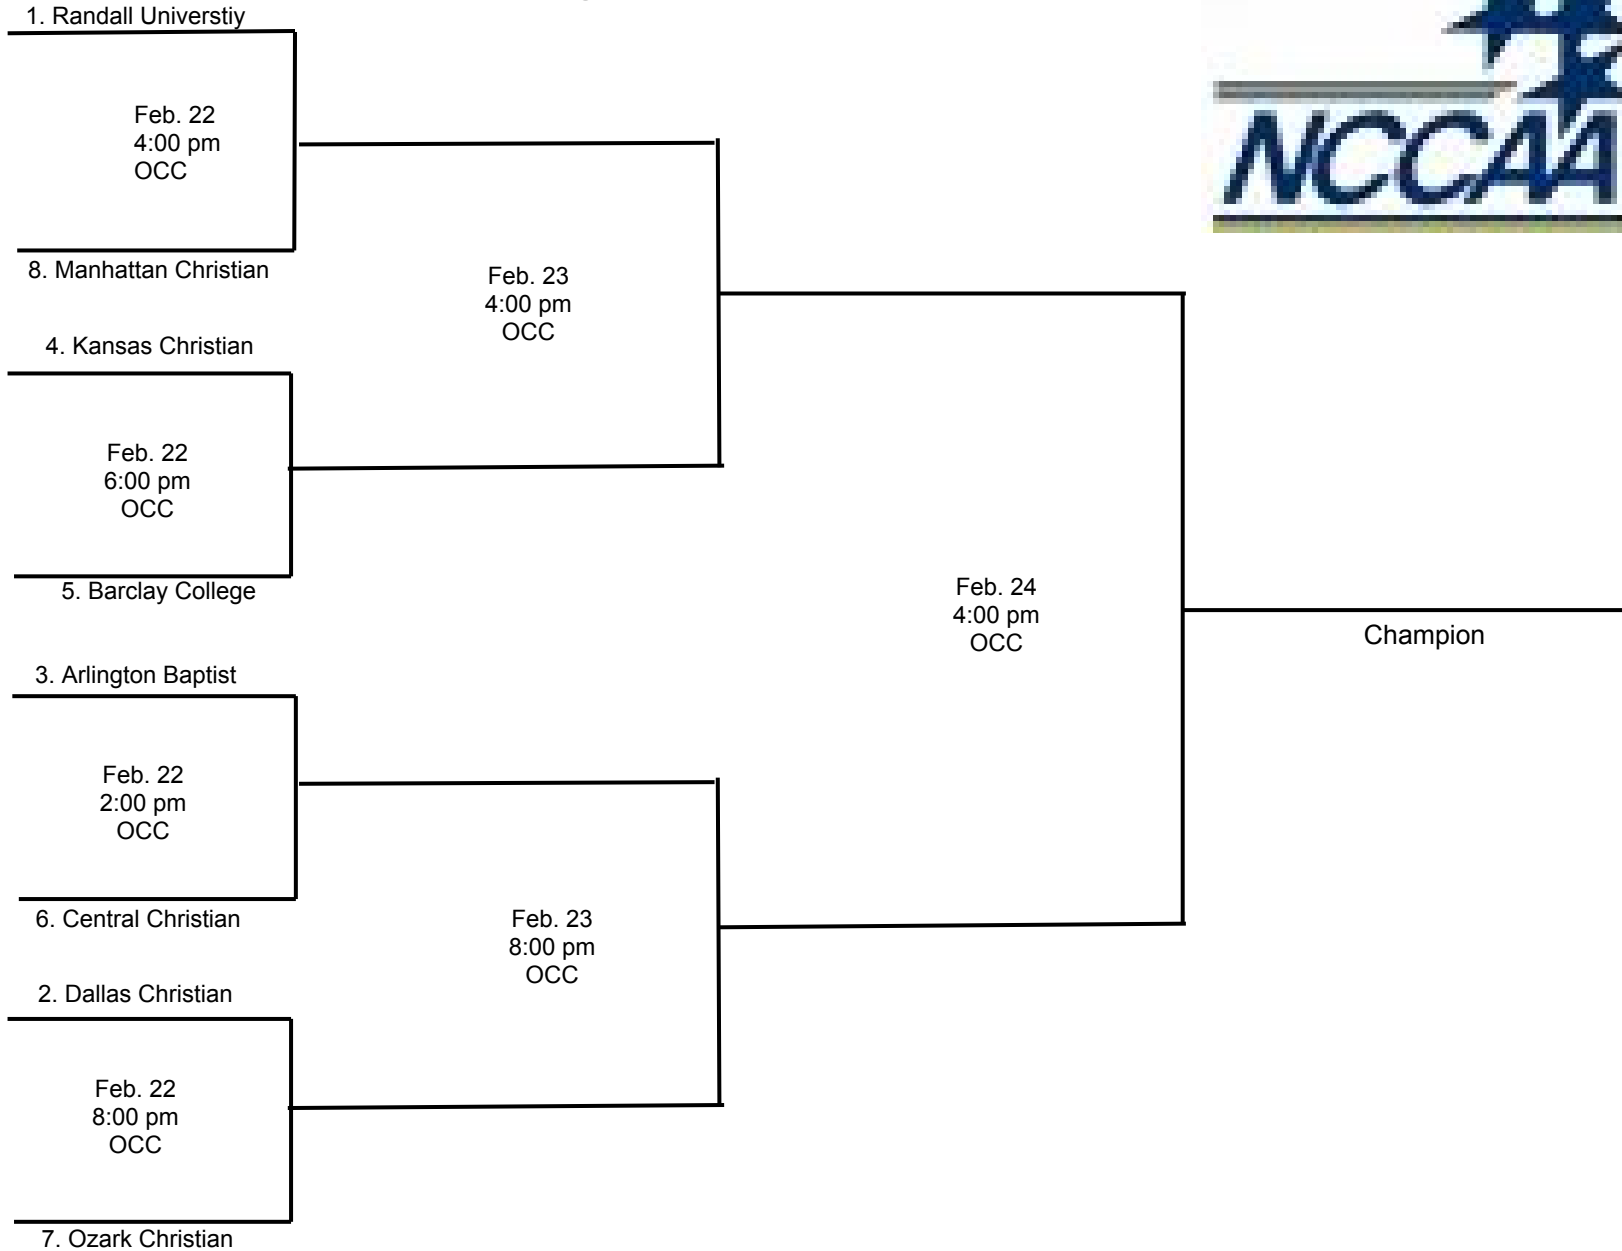 1. Randall Universtiy
Feb. 22
4:00 pm
OCC
8. Manhattan Christian
4. Kansas Christian
Feb. 22
6:00 pm
OCC
5. Barclay College
3. Arlington Baptist
Feb. 22
2:00 pm
OCC
6. Central Christian
2. Dallas Christian
Feb. 22
8:00 pm
OCC
7. Ozark Christian
Feb. 23
4:00 pm
OCC
Feb. 23
8:00 pm
OCC
Feb. 24
4:00 pm
OCC
Champion
NCCAA